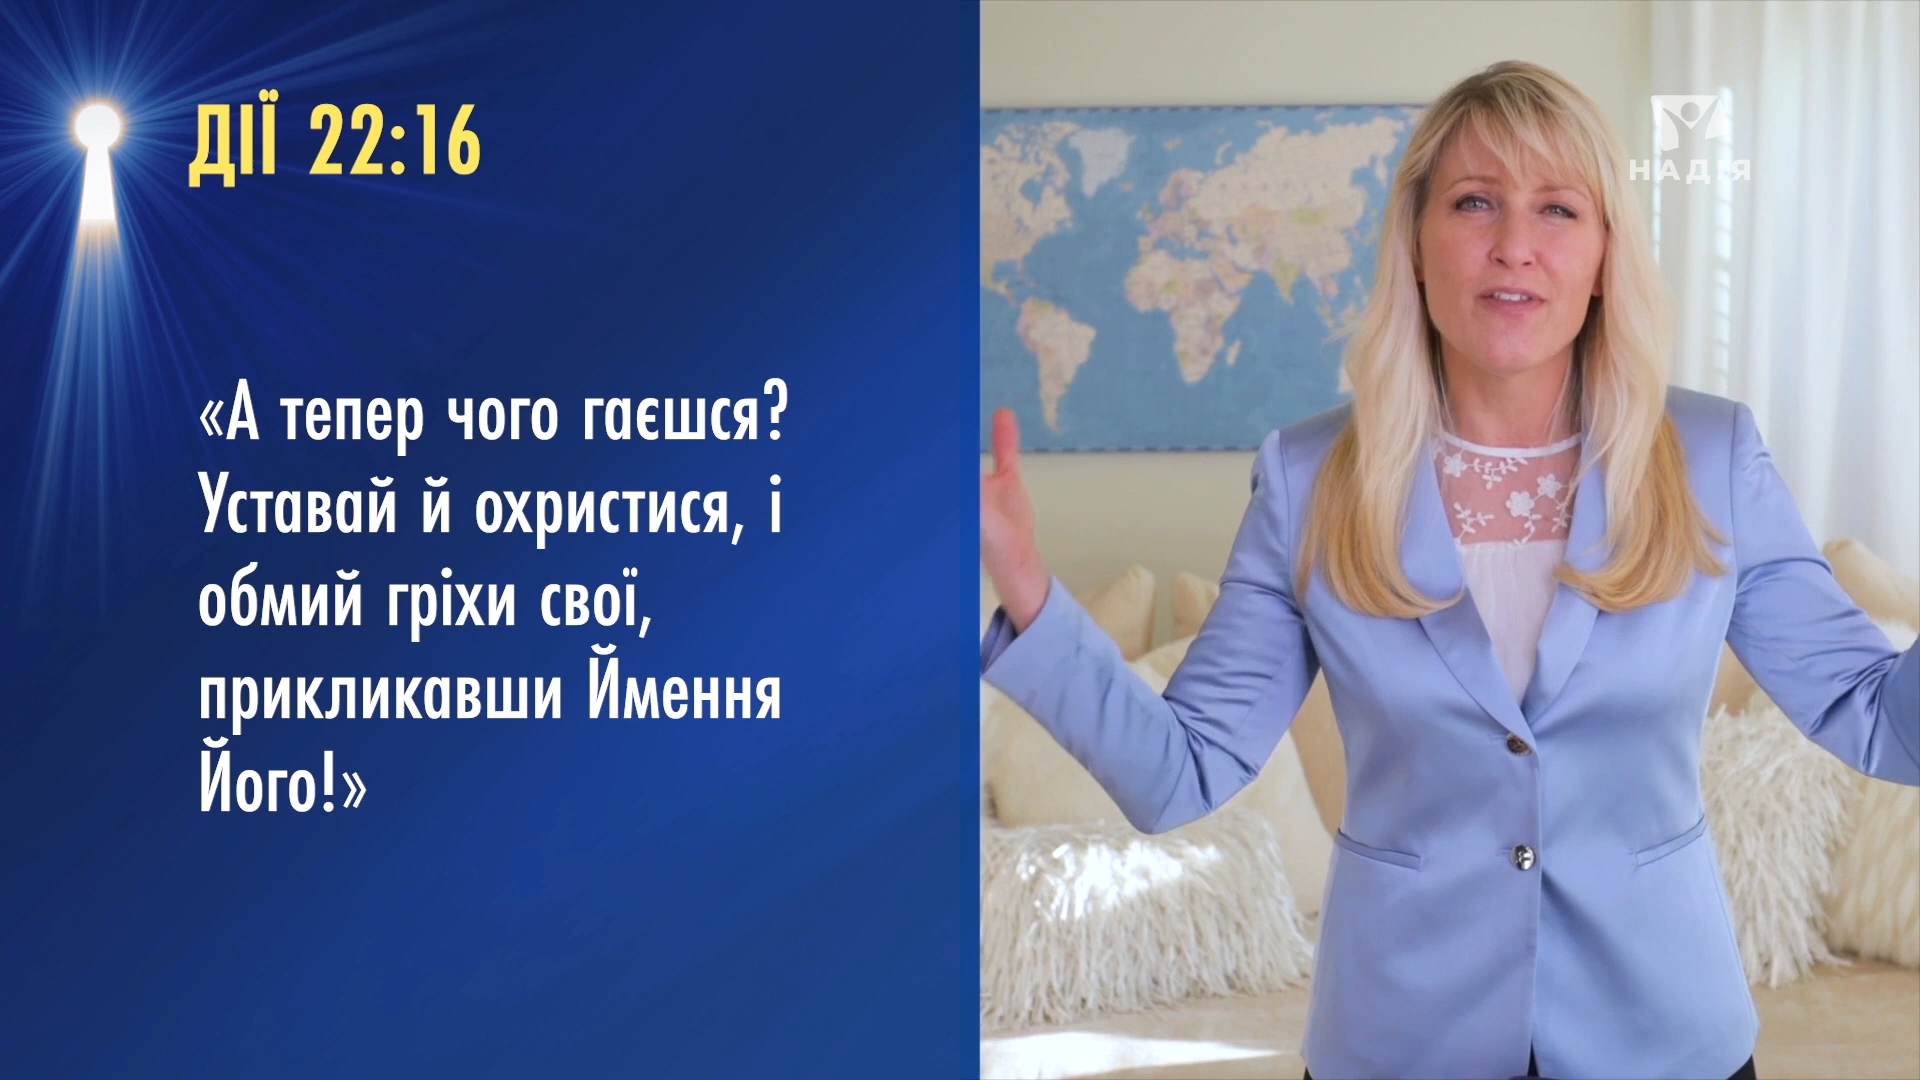 ДІЇ 22:16
«А тепер чого гаєшся?
Уставай й охристися, і
обмий гріхи свої,
прикликавши Ймення
Його!»
НАДІЯ